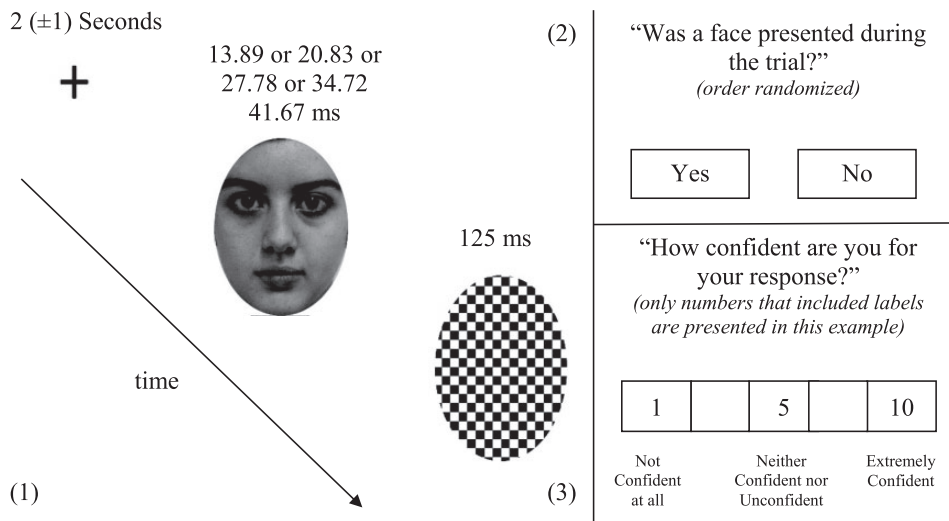 2 (±1) Seconds
13.89 or 20.83 or
27.78 or 34.72
41.67 ms
125 ms
time
(1)
(2)
“Was a face presented during
the trial?”
(order randomized)
Yes
No
(3)
“How confident are you for
your response?”
(only numbers that included labels
are presented in this example)
1
5
10
Not
Confident
at all
Neither
Confident nor
Unconfident
Extremely
Confident